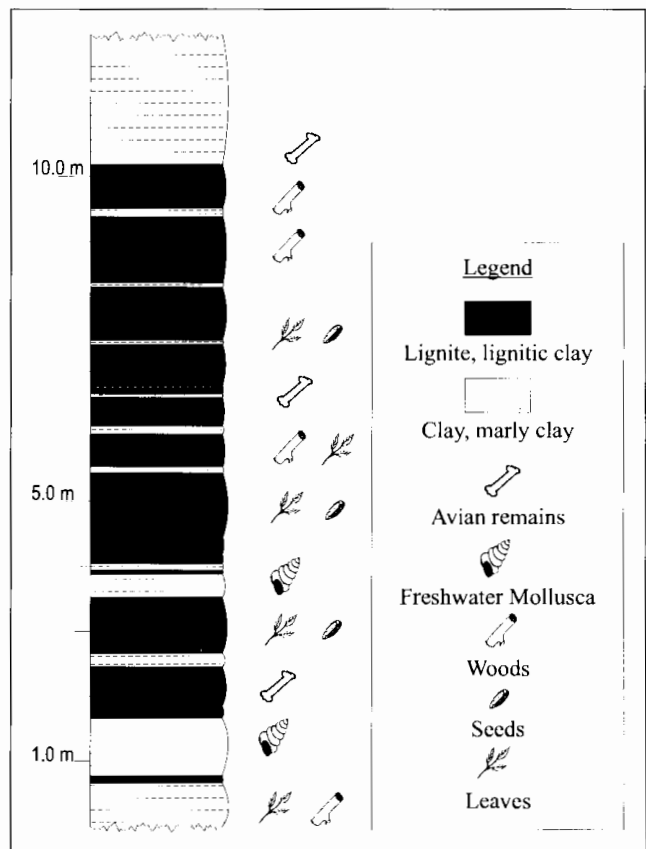 10.0 m
5.0 m
1.0 m
Legend
Lignite, lignitic clay
Clay, marly clay
Avian remains
Freshwater Mollusca
Woods
Seeds
Leaves